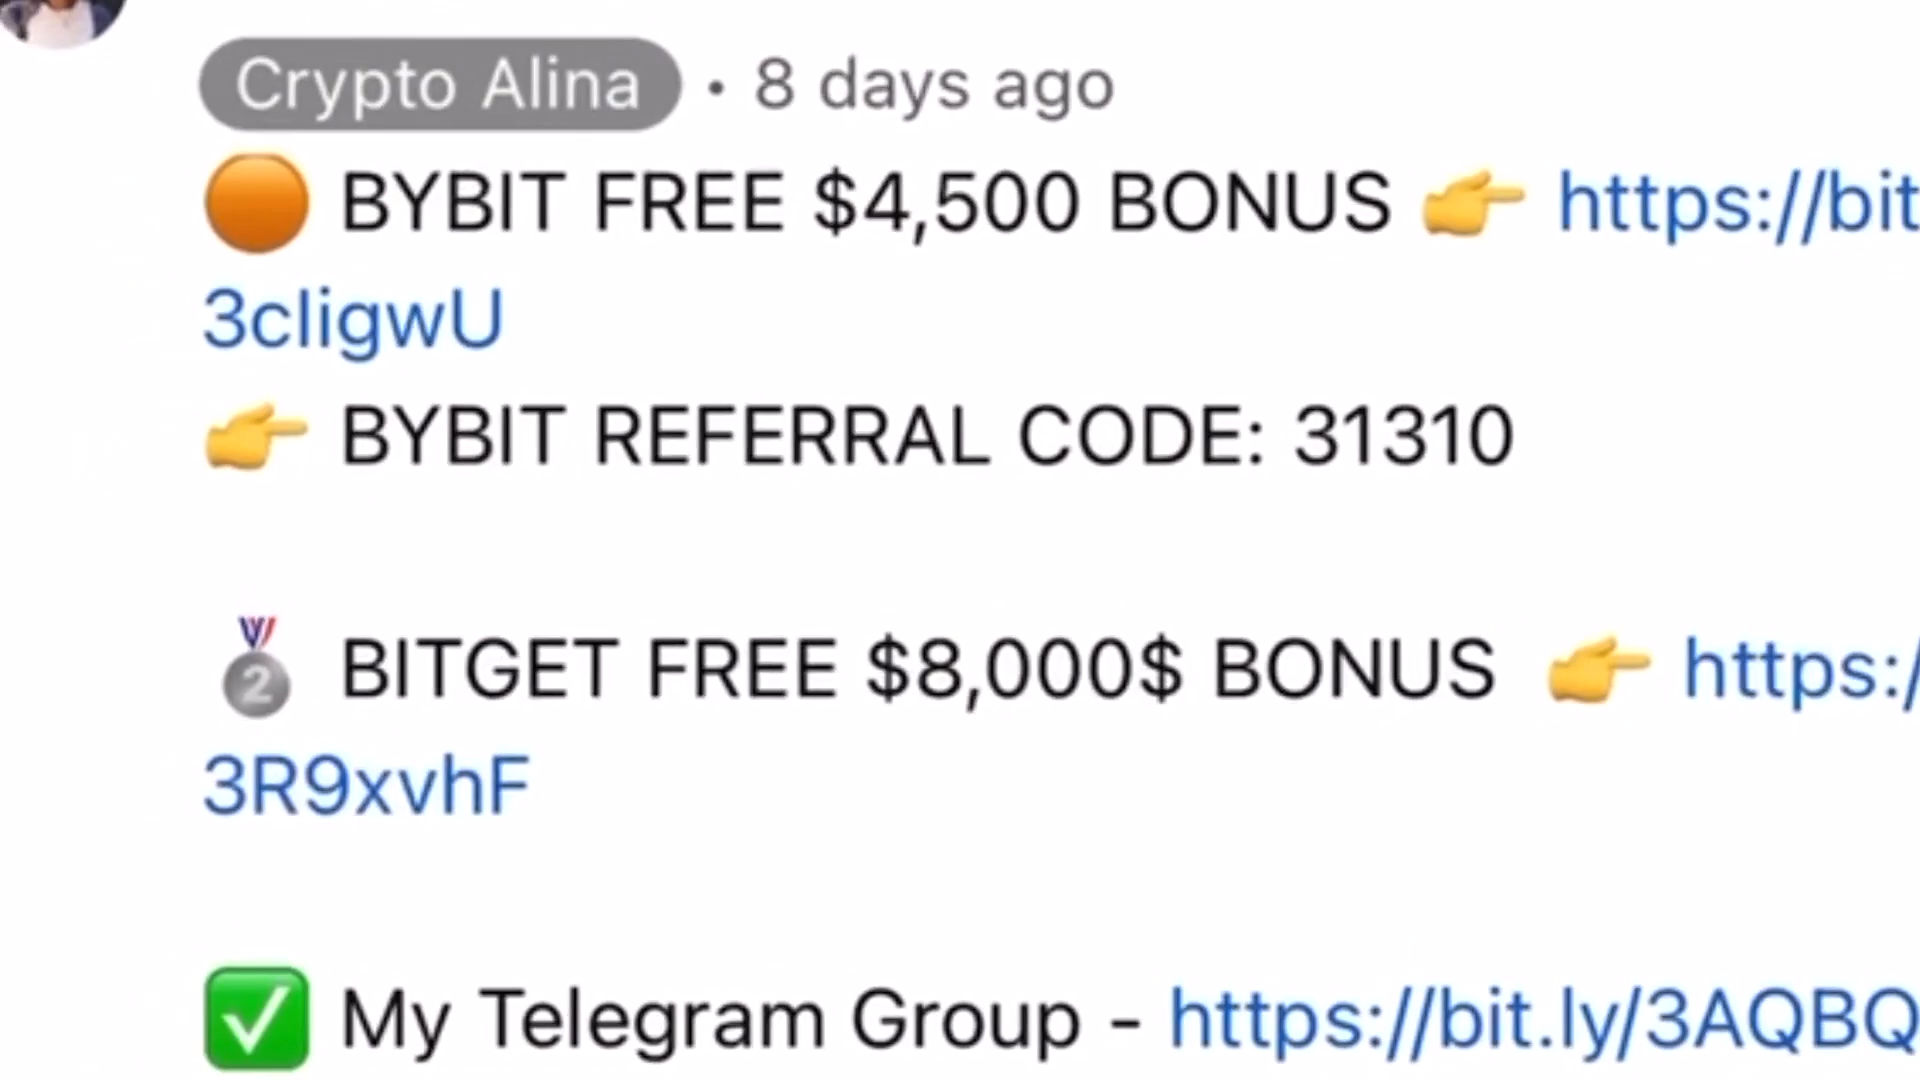 Crypto Alina • 8 days ago
BYBIT FREE $4,500 BONUS 👉 https://bit
3cIigwU
👉 BYBIT REFERRAL CODE: 31310
BITGET FREE $8,000$ BONUS 👉 https:/
3R9xvhF
✅ My Telegram Group - https://bit.ly/3AQBQ